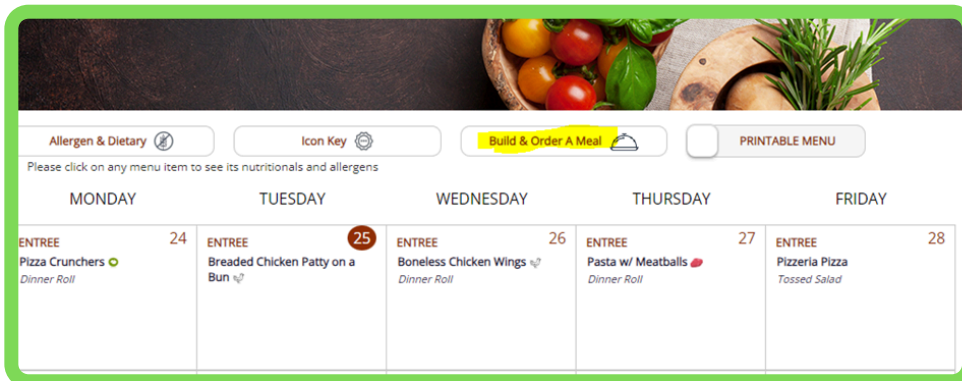 Allergen & Dietary
Icon Key
Build & Order A Meal
PRINTABLE MENU
Please click on any menu item to see its nutritionals and allergens
MONDAY TUESDAY WEDNESDAY THURSDAY FRIDAY
ENTREE 24
Pizza Crunchers
Dinner Roll
ENTREE 25
Breaded Chicken Patty on a
Bun
ENTREE 26
Boneless Chicken Wings
Dinner Roll
ENTREE 27
Pasta w/ Meatballs
Dinner Roll
ENTREE 28
Pizzeria Pizza
Tossed Salad